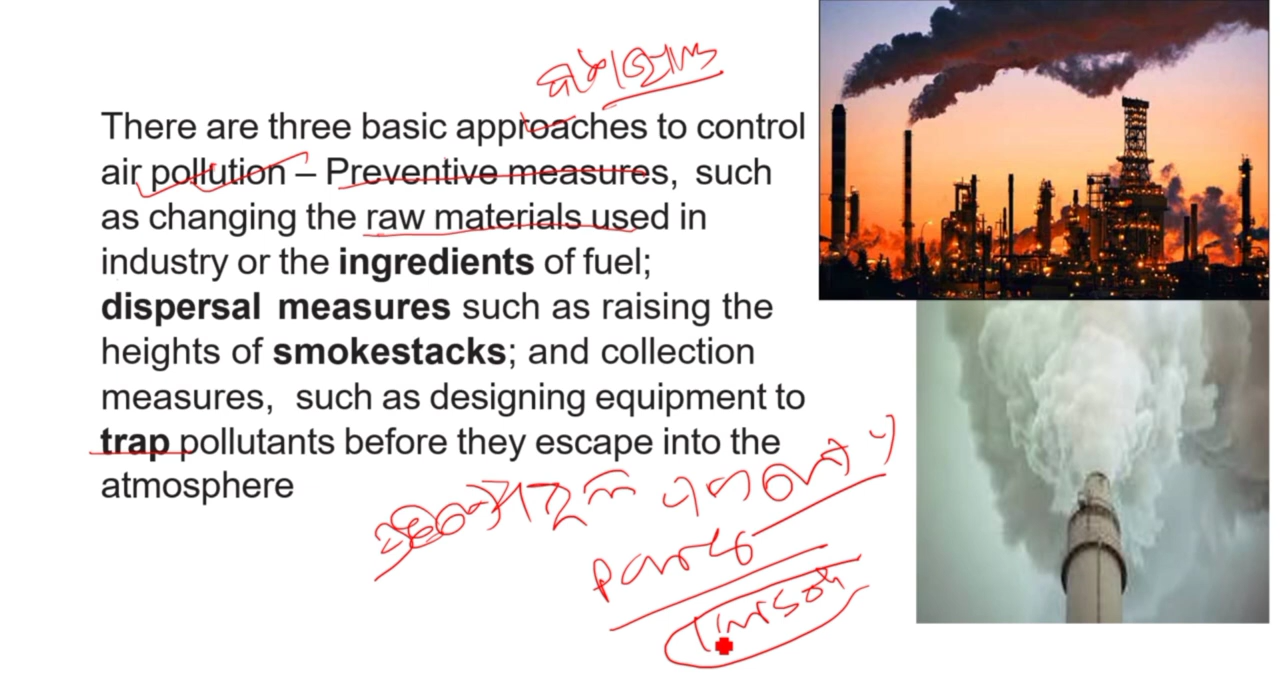 There are three basic approaches to control
air pollution – Preventive measures, such
as changing the raw materials used in
industry or the ingredients of fuel;
dispersal measures such as raising the
heights of smokestacks; and collection
measures, such as designing equipment to
trap pollutants before they escape into the
atmosphere